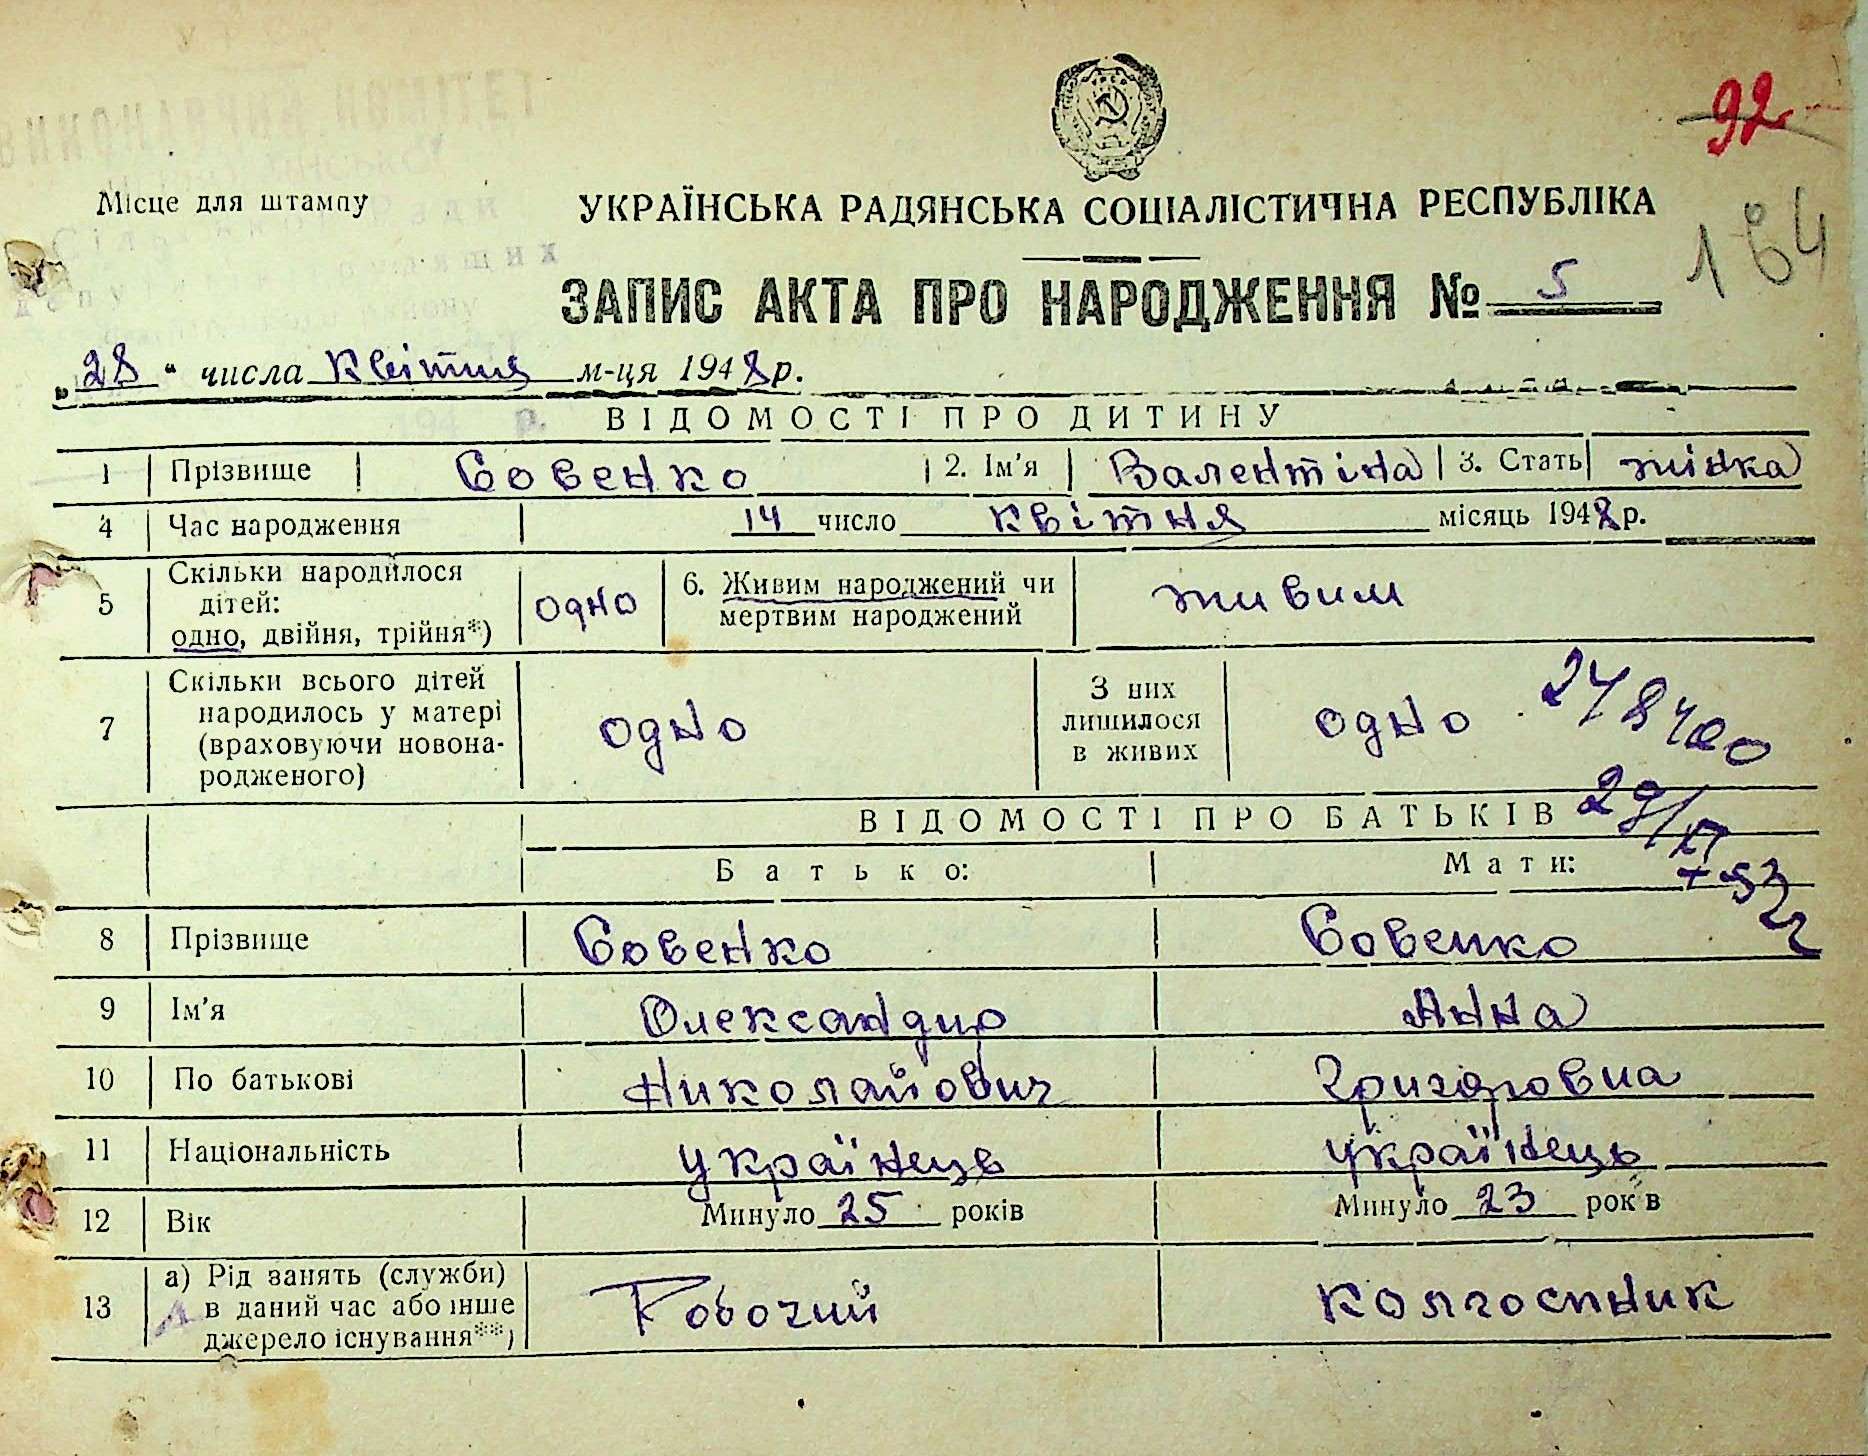 92
ВИКОНАВЧИЙ КОМІТЕТ
Місце для штампу
УКРАЇНСЬКА РАДЯНСЬКА СОЦІАЛІСТИЧНА РЕСПУБЛІКА
164
ЗАПИС АКТА ПРО НАРОДЖЕННЯ № 5
„28“ числа квітня м-ця 1948 р.
194 р.
ВІДОМОСТІ ПРО ДИТИНУ
1 Прізвище Совенко 2. Ім'я Валентіна 3. Стать жінка
4 Час народження 14 число квітня місяць 1948 р.
5 Скільки народилося дітей: одно, двійня, трійня*) одно 6. Живим народжений чи мертвим народжений живим
7 Скільки всього дітей народилось у матері (враховуючи новонародженого) одно З них лишилося в живих одно
ВІДОМОСТІ ПРО БАТЬКІВ
Батько: Мати:
8 Прізвище Совенко Совенко
9 Ім'я Олександр Анна
10 По батькові Николайович Григоровна
11 Національність українець українець
12 Вік Минуло 25 років Минуло 23 років
13 а) Рід занять (служби) в даний час або інше джерело існування**) Робочий колгоспник